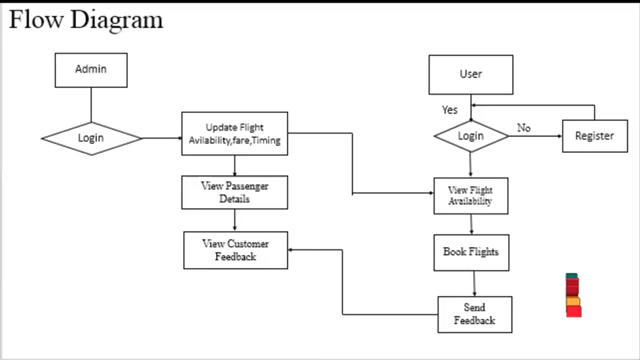 Flow Diagram
Admin
Login
Update Flight
Avilability,fare,Timing
View Passenger
Details
View Customer
Feedback
User
Yes
Login
No
Register
View Flight
Availability
Book Flights
Send
Feedback